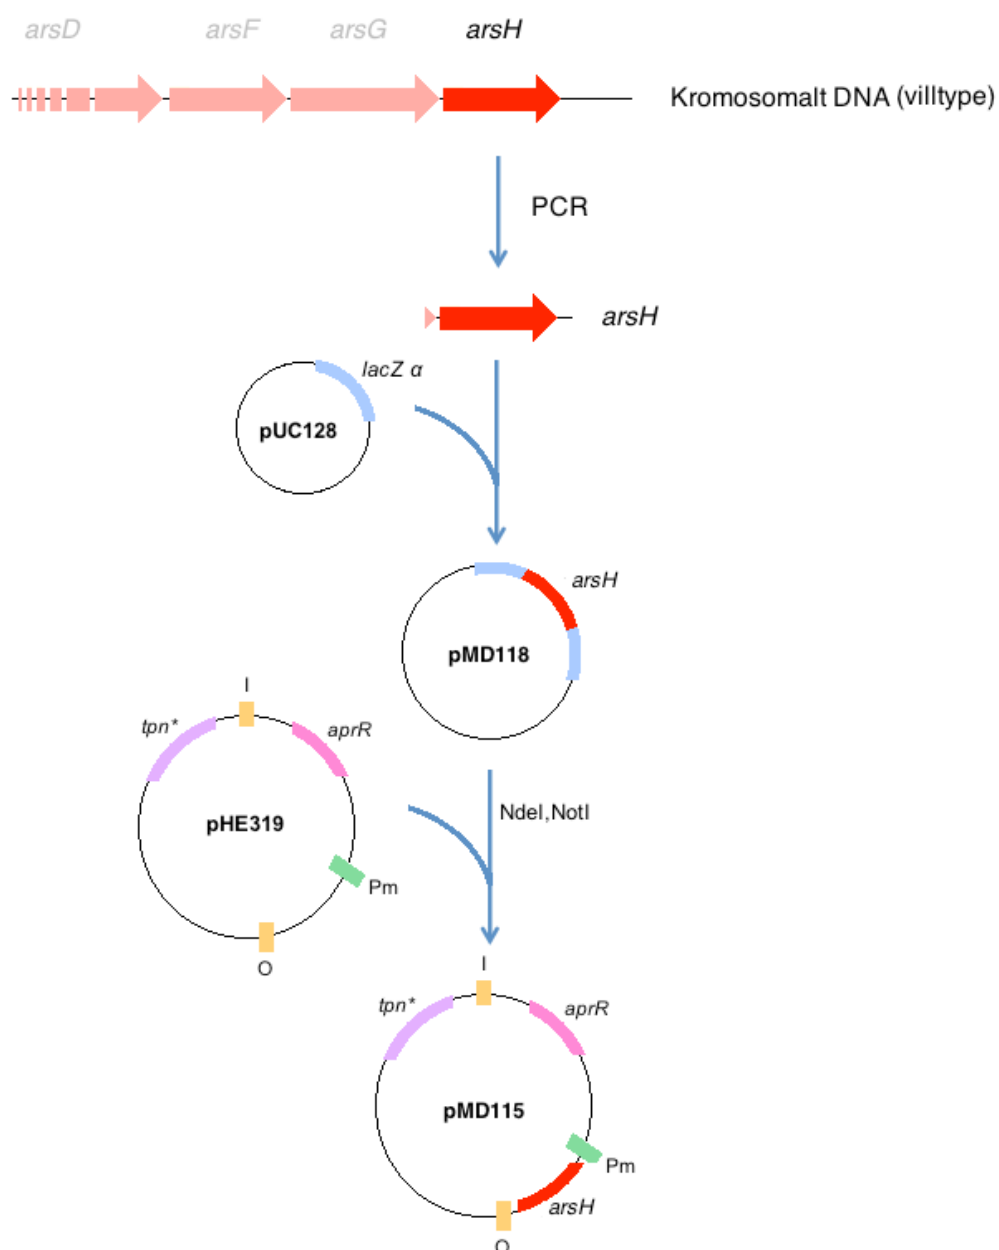 arsD arsF arsG arsH
Kromosomalt DNA (villtype)
PCR
arsH
lacZ α
pUC128
arsH
pMD118
I
tpn*
aprR
pHE319
NdeI,NotI
Pm
O
I
tpn*
aprR
pMD115
Pm
arsH
O